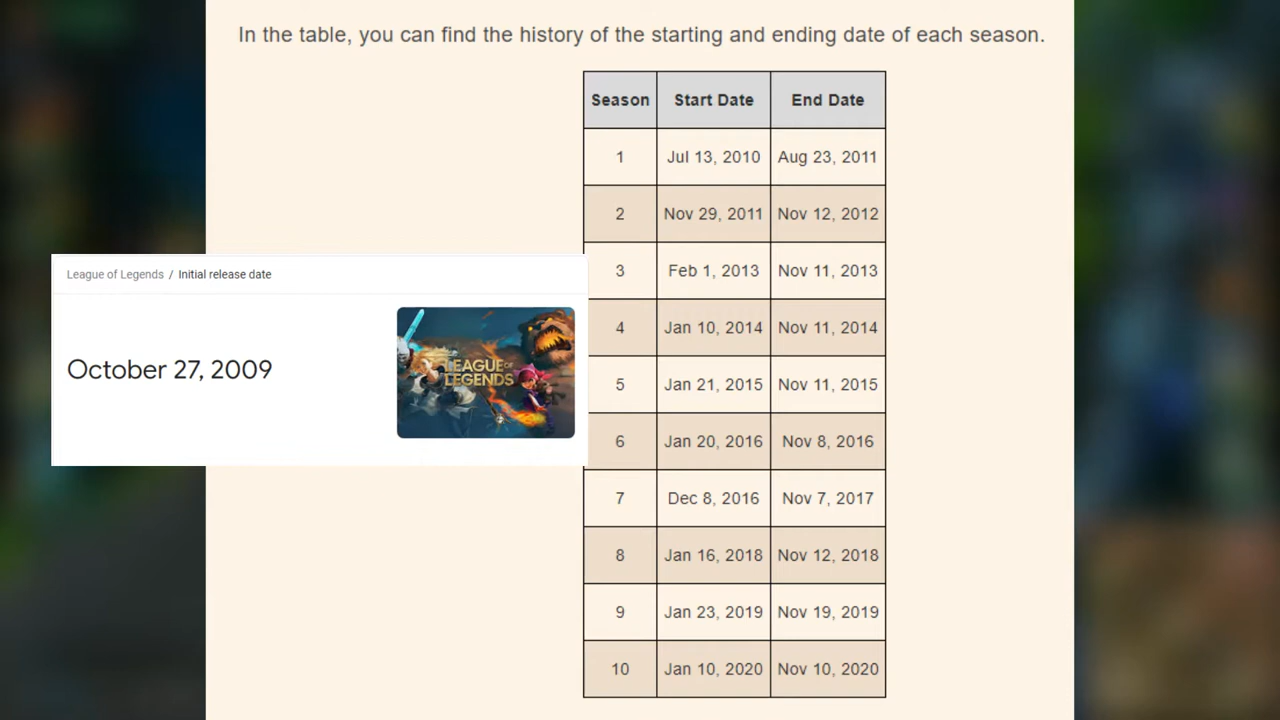 In the table, you can find the history of the starting and ending date of each season.
Season Start Date End Date
1 Jul 13, 2010 Aug 23, 2011
2 Nov 29, 2011 Nov 12, 2012
3 Feb 1, 2013 Nov 11, 2013
4 Jan 10, 2014 Nov 11, 2014
5 Jan 21, 2015 Nov 11, 2015
6 Jan 20, 2016 Nov 8, 2016
7 Dec 8, 2016 Nov 7, 2017
8 Jan 16, 2018 Nov 12, 2018
9 Jan 23, 2019 Nov 19, 2019
10 Jan 10, 2020 Nov 10, 2020
League of Legends / Initial release date
October 27, 2009
LEAGUE OF
LEGENDS